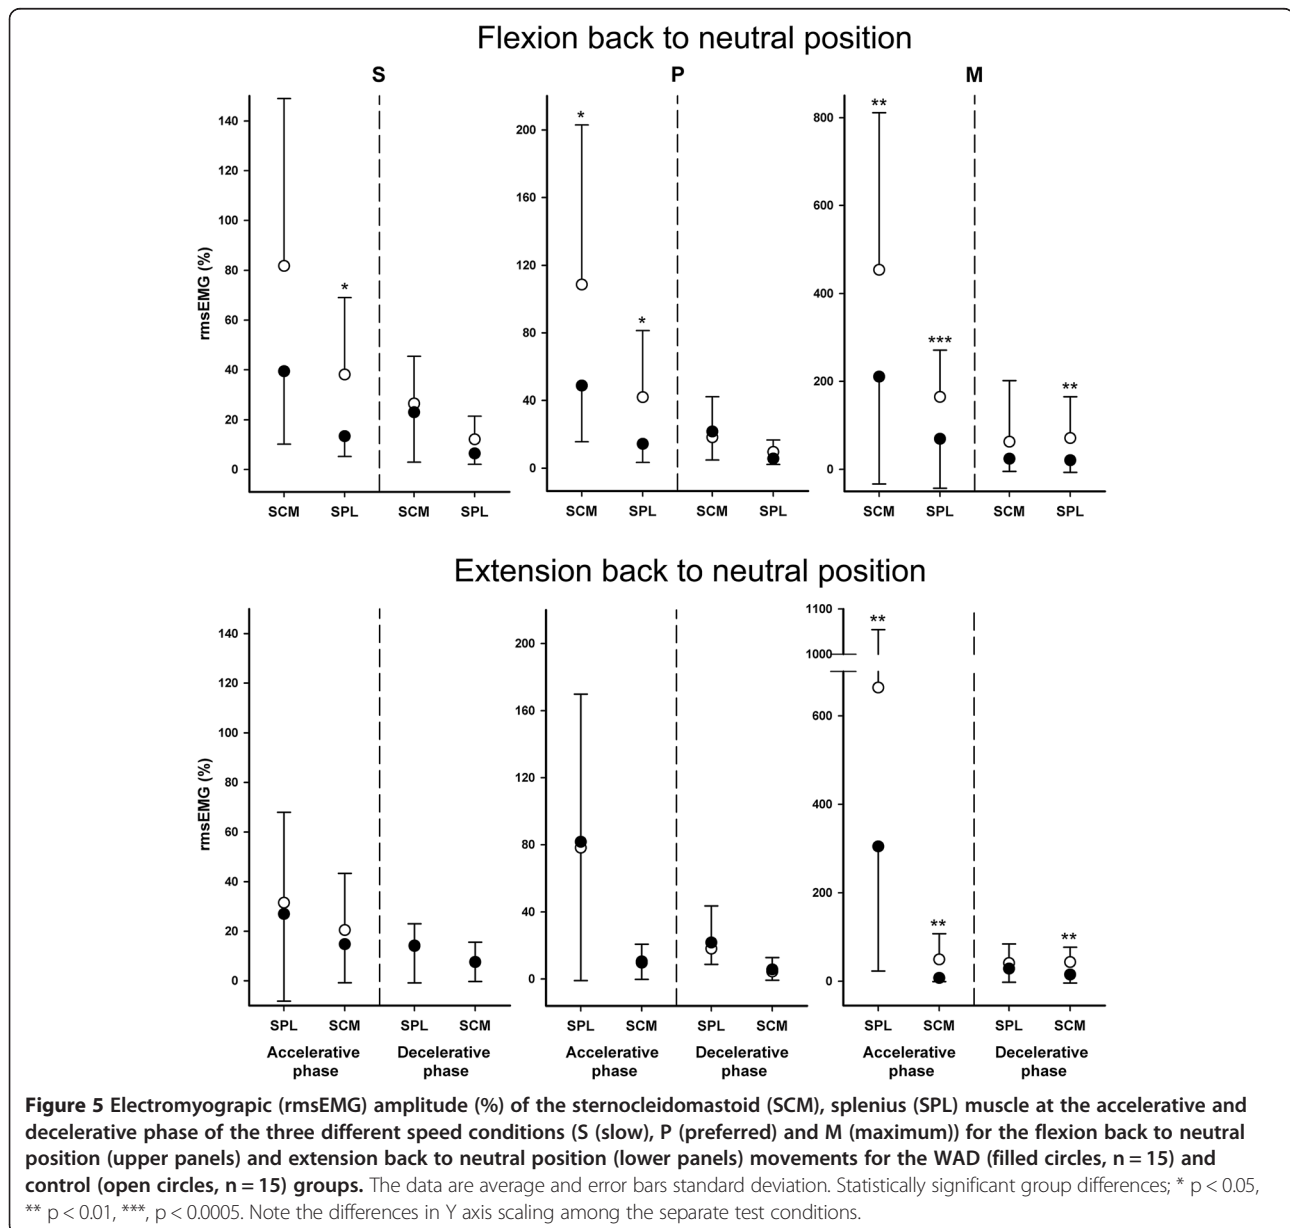 Flexion back to neutral position
S P M
* ** 
140 200 800
120 * 
100 160 600
rmsEMG (%)
80 * 120 * 400
60 80 ***
40 200 **
20 40
0 0 0
SCM SPL SCM SPL SCM SPL SCM SPL SCM SPL SCM SPL
Extension back to neutral position
1100
140 200 ** 
1000
120 160
100 600
rmsEMG (%)
80 120
60 400
80
40 200
20 40 ** **
0 0 0
SPL SCM SPL SCM SPL SCM SPL SCM SPL SCM SPL SCM
Accelerative Decelerative Accelerative Decelerative Accelerative Decelerative
phase phase phase phase phase phase
Figure 5 Electromyograpic (rmsEMG) amplitude (%) of the sternocleidomastoid (SCM), splenius (SPL) muscle at the accelerative and
decelerative phase of the three different speed conditions (S (slow), P (preferred) and M (maximum)) for the flexion back to neutral
position (upper panels) and extension back to neutral position (lower panels) movements for the WAD (filled circles, n = 15) and
control (open circles, n = 15) groups. The data are average and error bars standard deviation. Statistically significant group differences; * p < 0.05,
** p < 0.01, ***, p < 0.0005. Note the differences in Y axis scaling among the separate test conditions.